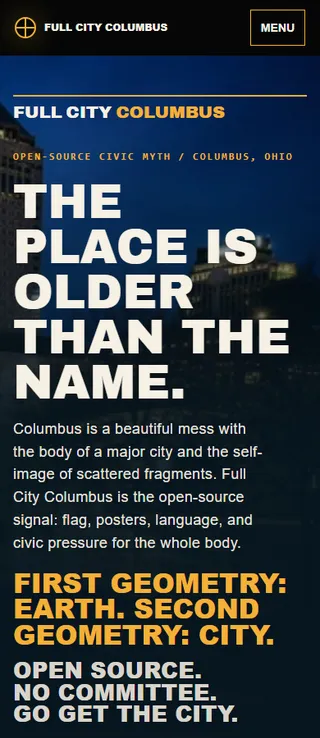 FULL CITY COLUMBUS
MENU
FULL CITY COLUMBUS
OPEN-SOURCE CIVIC MYTH / COLUMBUS, OHIO
THE
PLACE IS
OLDER
THAN THE
NAME.
Columbus is a beautiful mess with
the body of a major city and the self-
image of scattered fragments. Full
City Columbus is the open-source
signal: flag, posters, language, and
civic pressure for the whole body.
FIRST GEOMETRY:
EARTH. SECOND
GEOMETRY: CITY.
OPEN SOURCE.
NO COMMITTEE.
GO GET THE CITY.